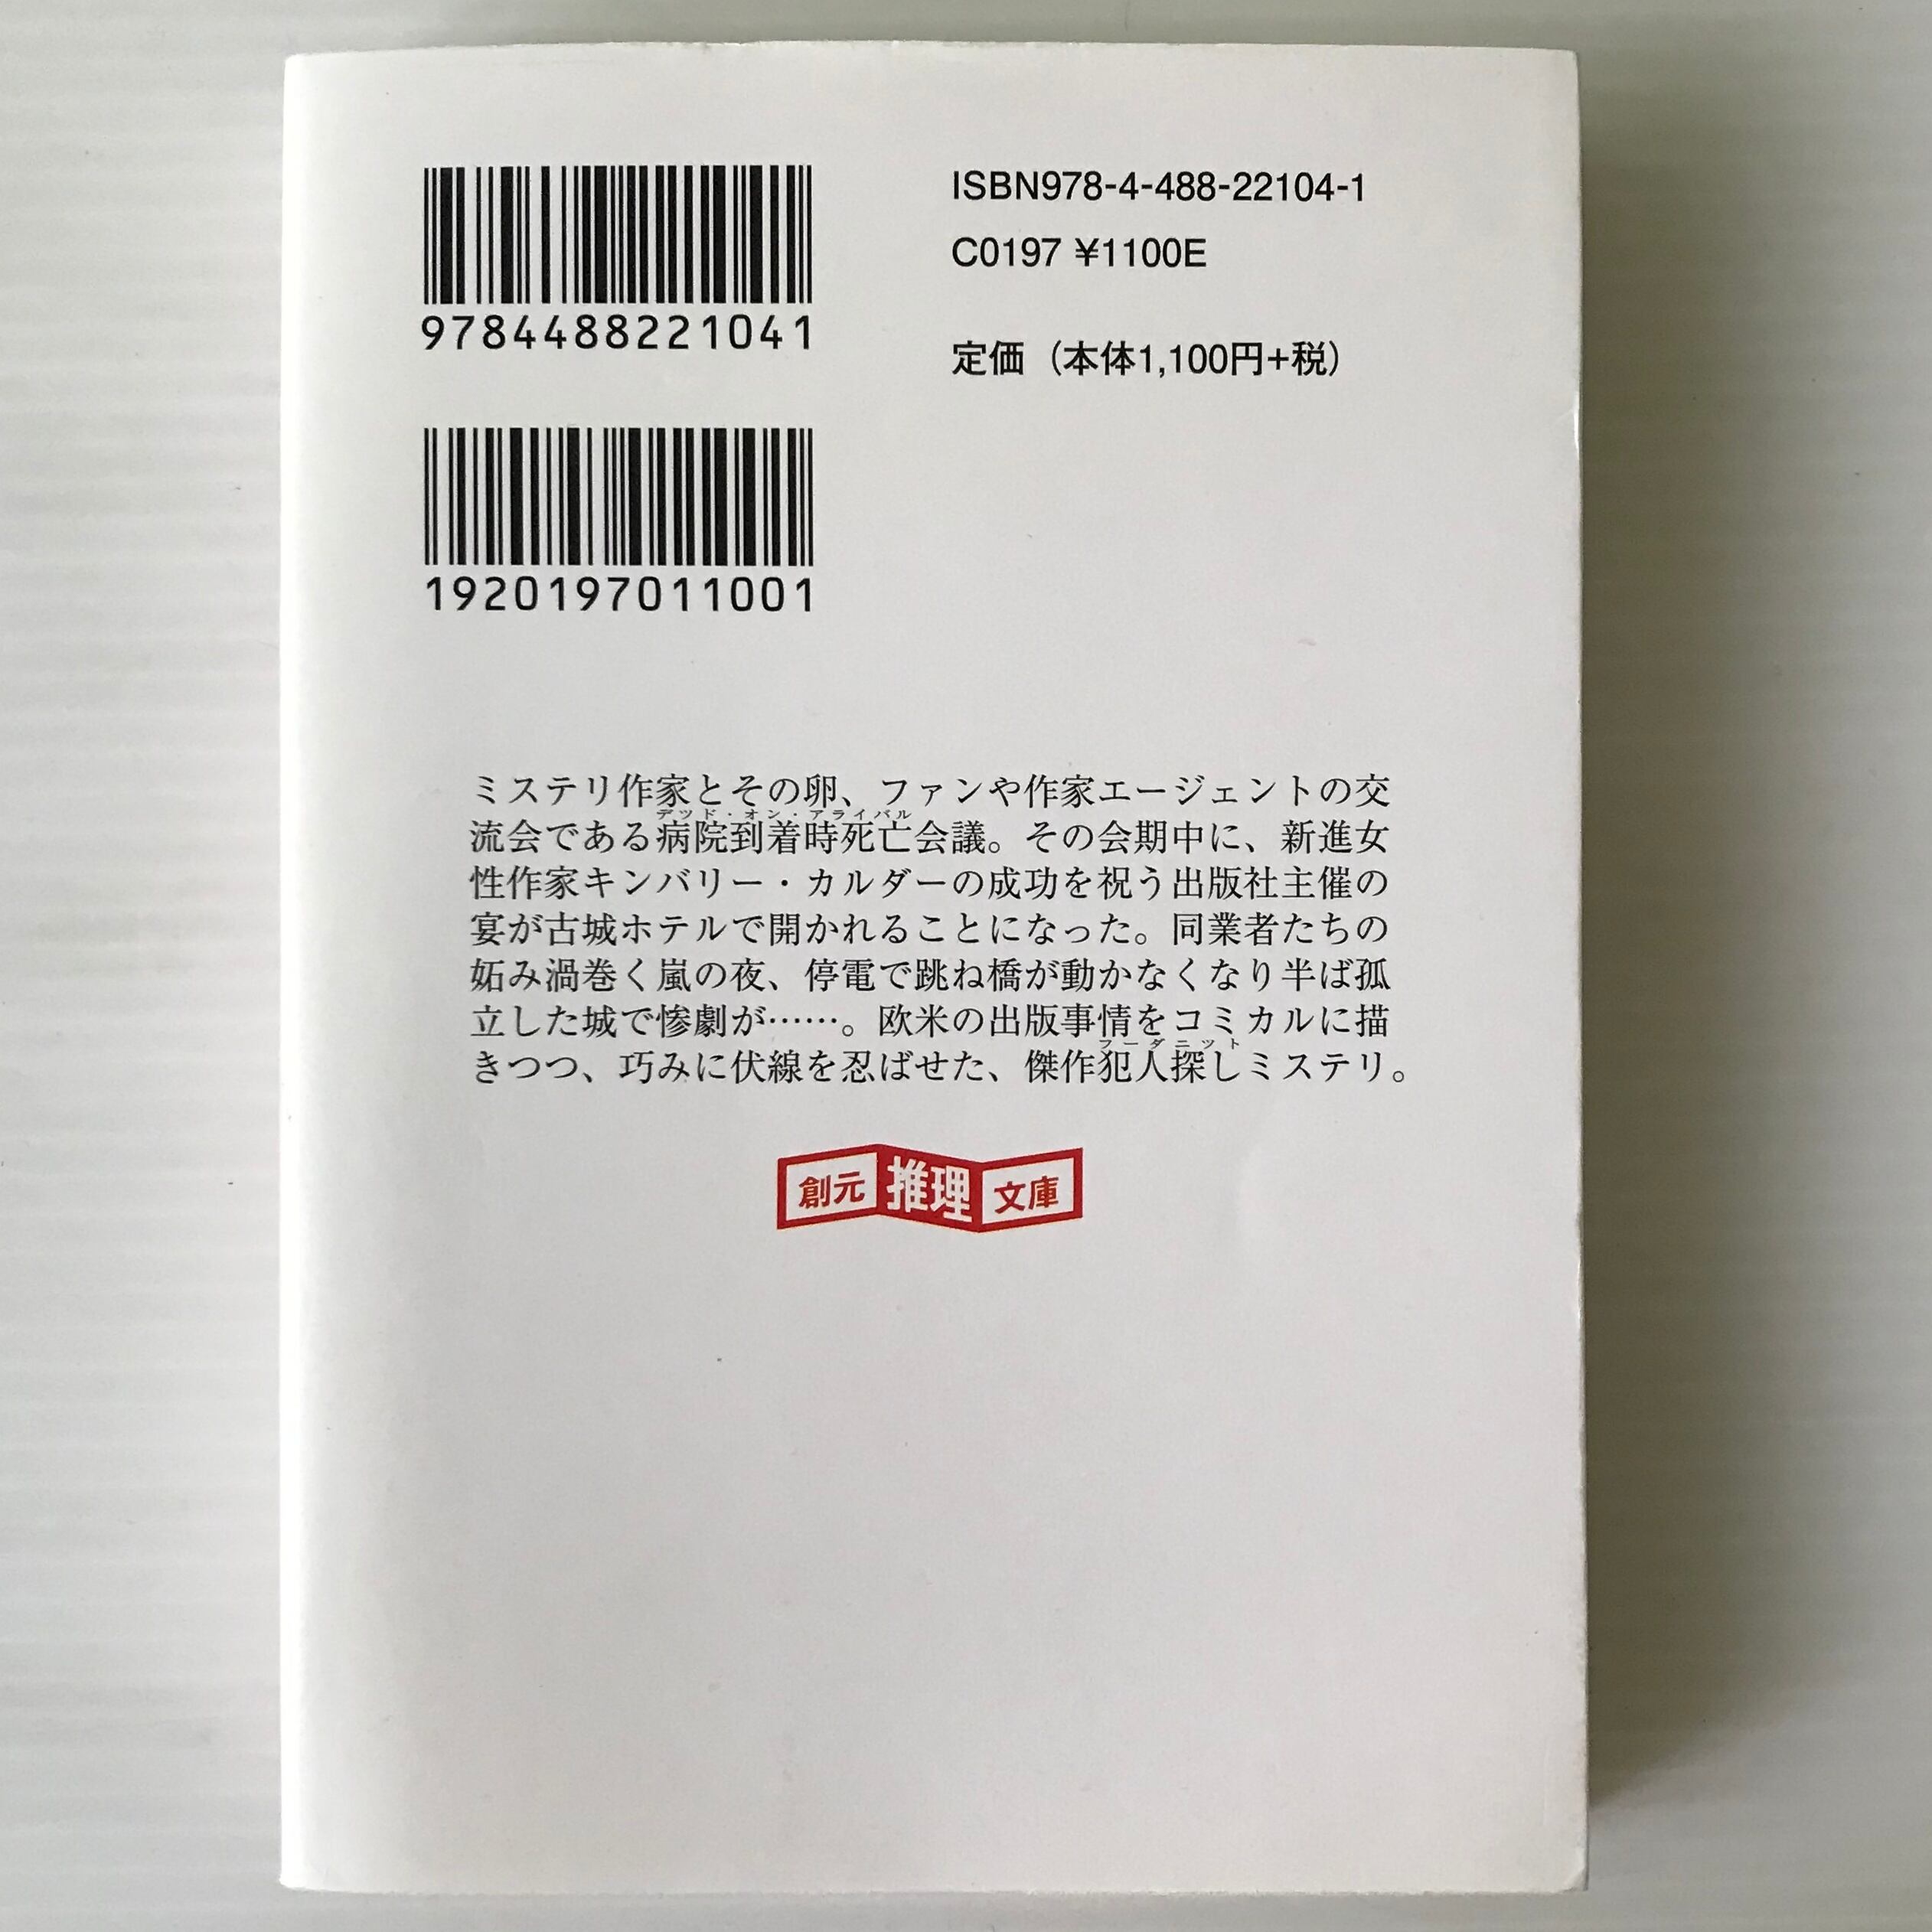 9784488221041
ISBN978-4-488-22104-1
C0197 ¥1100E
定価（本体1,100円+税）
1920197011001
ミステリ作家とその卵、ファンや作家エージェントの交
デッド・オン・アライバル
流会である病院到着時死亡会議。その会期中に、新進女
性作家キンバリー・カルダーの成功を祝う出版社主催の
宴が古城ホテルで開かれることになった。同業者たちの
妬み渦巻く嵐の夜、停電で跳ね橋が動かなくなり半ば孤
立した城で惨劇が……。欧米の出版事情をコミカルに描
フーダニット
きつつ、巧みに伏線を忍ばせた、傑作犯人探しミステリ。
創元推理文庫